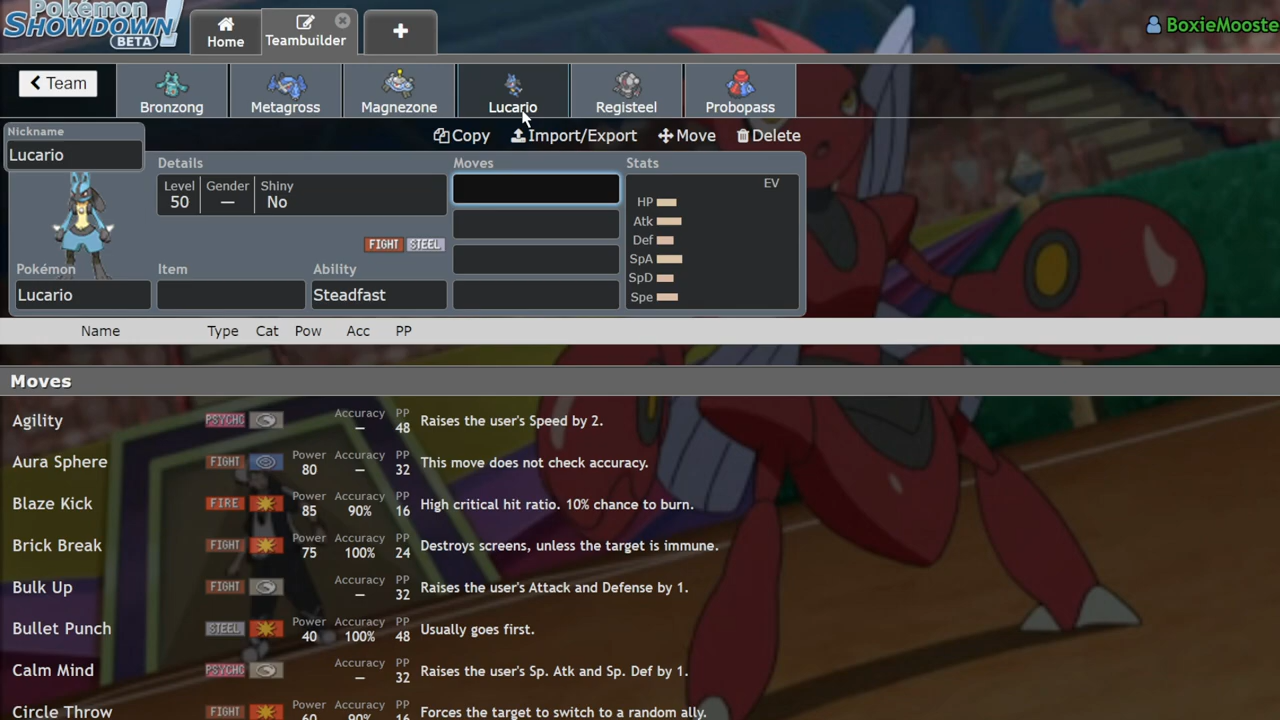 Pokémon
SHOWDOWN!
BETA
Home
Teambuilder
BoxieMooste
Team
Bronzong
Metagross
Magnezone
Lucario
Registeel
Probopass
Copy
Import/Export
Move
Delete
Nickname
Lucario
Details
Level Gender Shiny
50 — No
FIGHT STEEL
Pokémon Item Ability
Lucario Steadfast
Moves
Stats
EV
HP
Atk
Def
SpA
SpD
Spe
Name Type Cat Pow Acc PP
Moves
Agility PSYCHC Accuracy — PP 48 Raises the user's Speed by 2.
Aura Sphere FIGHT Power 80 Accuracy — PP 32 This move does not check accuracy.
Blaze Kick FIRE Power 85 Accuracy 90% PP 16 High critical hit ratio. 10% chance to burn.
Brick Break FIGHT Power 75 Accuracy 100% PP 24 Destroys screens, unless the target is immune.
Bulk Up FIGHT Accuracy — PP 32 Raises the user's Attack and Defense by 1.
Bullet Punch STEEL Power 40 Accuracy 100% PP 48 Usually goes first.
Calm Mind PSYCHC Accuracy — PP 32 Raises the user's Sp. Atk and Sp. Def by 1.
Circle Throw FIGHT Power 60 Accuracy 90% PP 16 Forces the target to switch to a random ally.